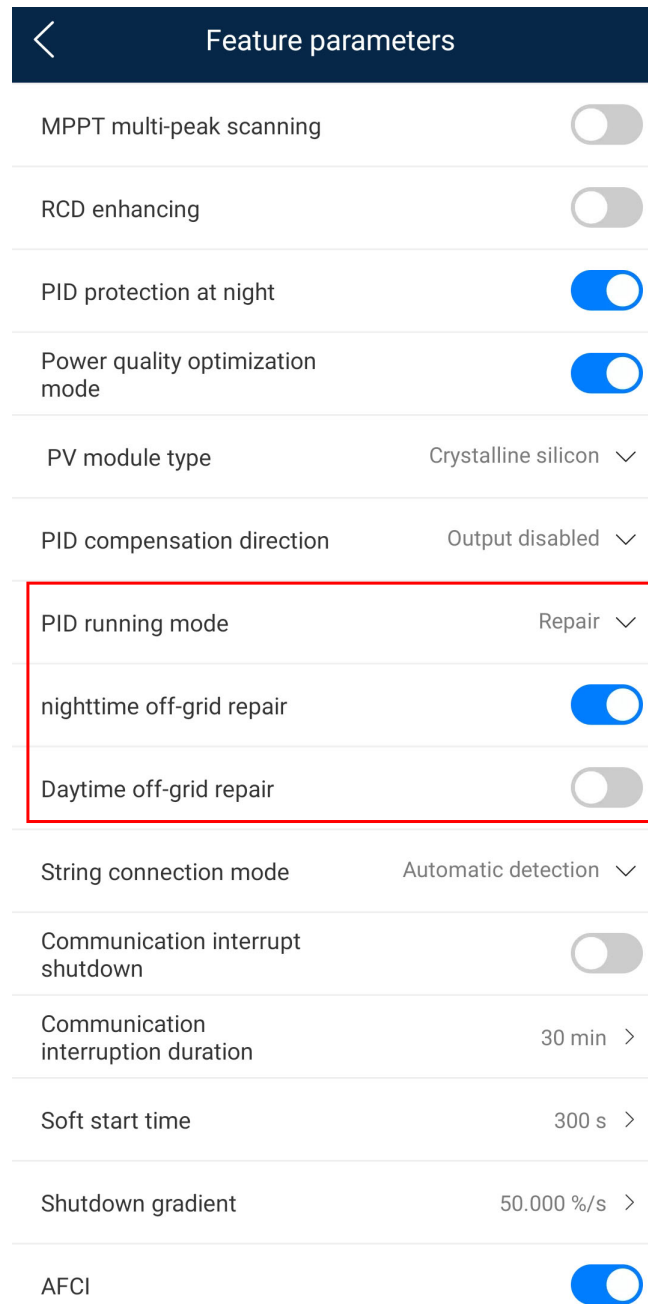 Feature parameters
MPPT multi-peak scanning
RCD enhancing
PID protection at night
Power quality optimization
mode
PV module type
Crystalline silicon
PID compensation direction
Output disabled
PID running mode
Repair
nighttime off-grid repair
Daytime off-grid repair
String connection mode
Automatic detection
Communication interrupt
shutdown
Communication
interruption duration
30 min
Soft start time
300 s
Shutdown gradient
50.000 %/s
AFCI